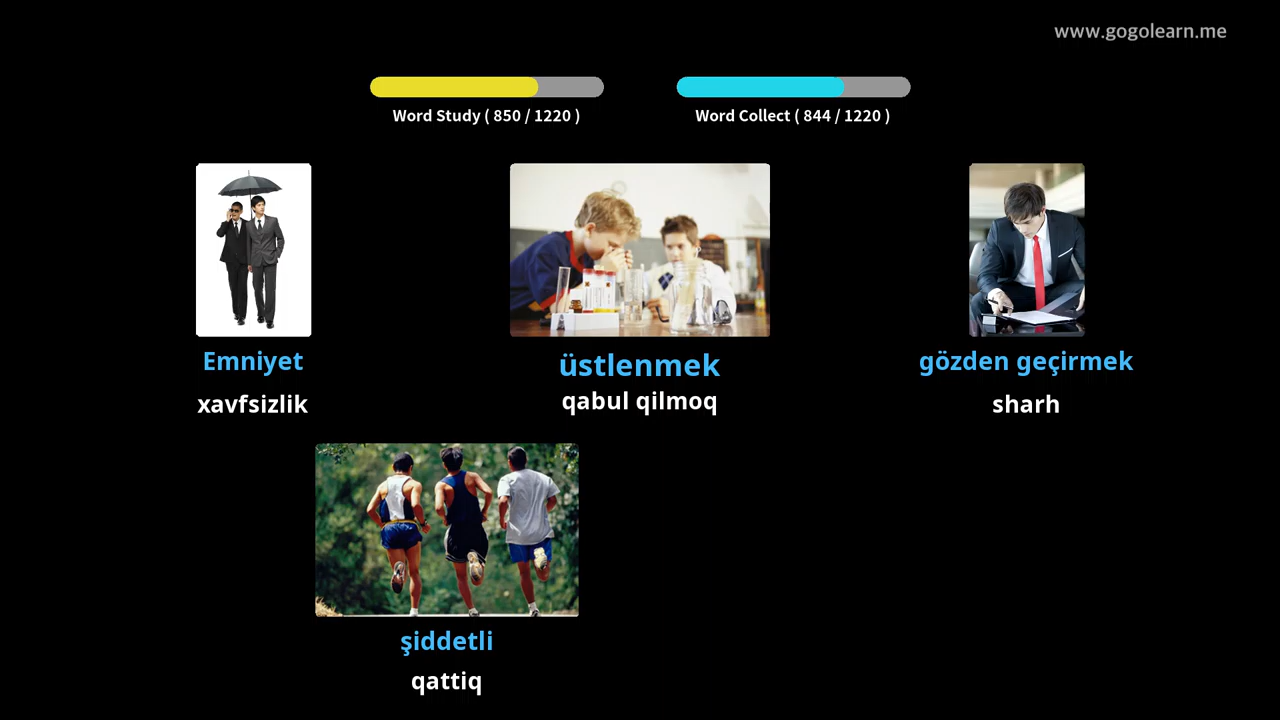 www.gogolearn.me
Word Study ( 850 / 1220 )
Word Collect ( 844 / 1220 )
Emniyet
xavfsizlik
üstlenmek
qabul qilmoq
gözden geçirmek
sharh
şiddetli
qattiq